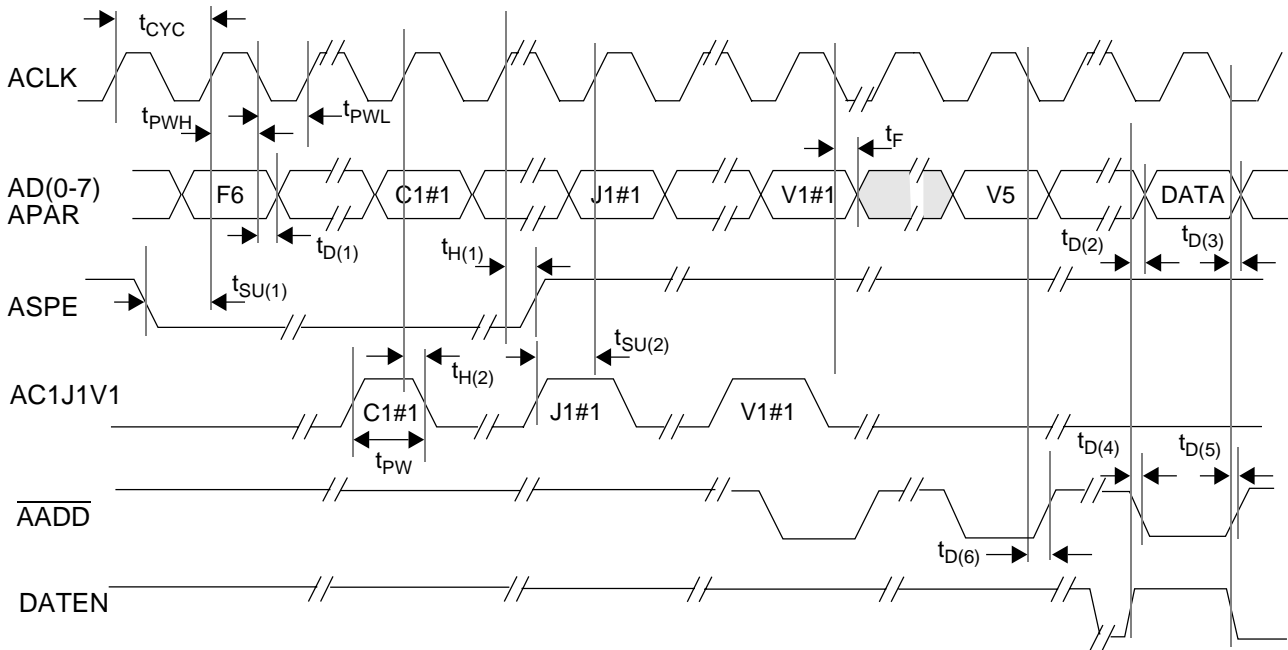 tCYC
ACLK
tPWH
tPWL
tF
AD(0-7)
APAR
F6
C1#1
J1#1
V1#1
V5
DATA
tD(1)
tH(1)
tD(2)
tD(3)
ASPE
tSU(1)
tSU(2)
AC1J1V1
tH(2)
C1#1
J1#1
V1#1
tPW
tD(4)
tD(5)
AADD
tD(6)
DATEN